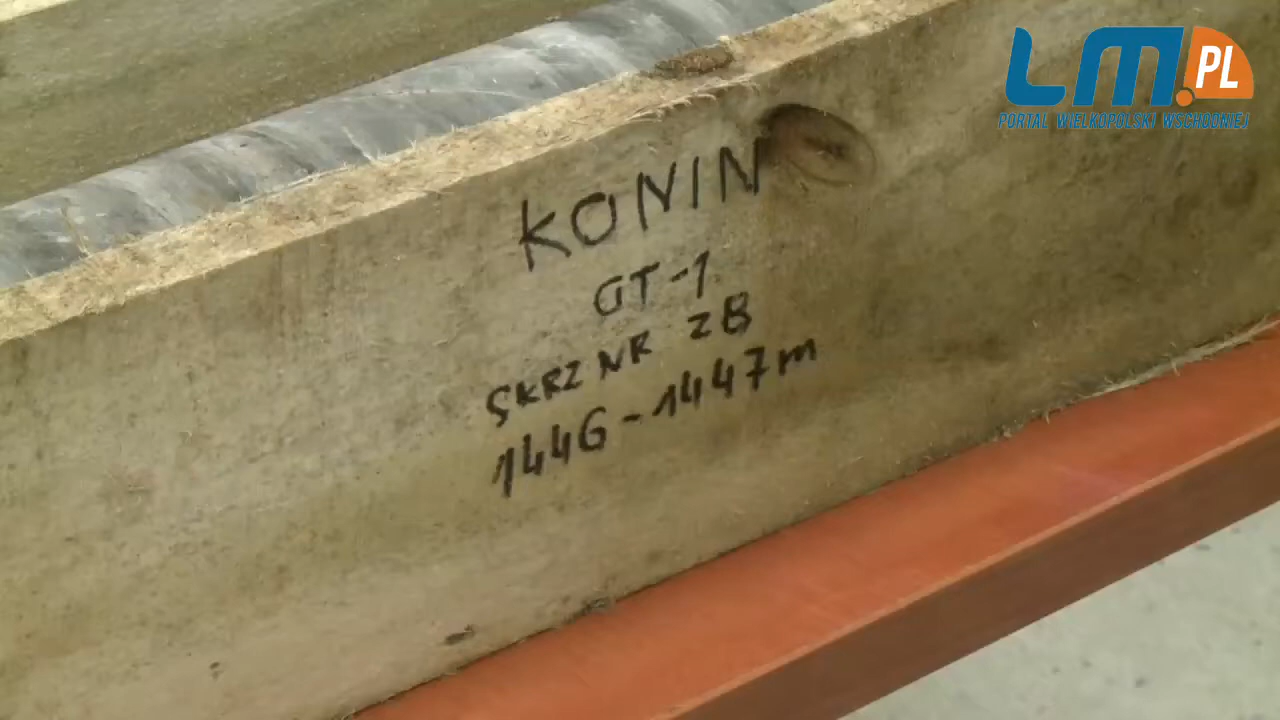 LM.PL
PORTAL WIELKOPOLSKI WSCHODNIEJ
KONIN
GT-1
SKRZ NR 28
1446-1447m